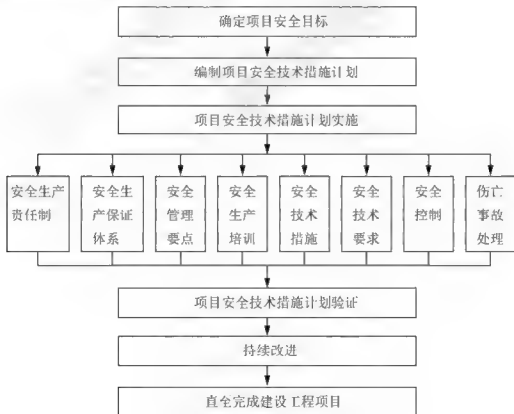 确定项目安全目标
编制项目安全技术措施计划
项目安全技术措施计划实施
安全生产
责任制
安全生
产保证
体系
安全
管理
要点
安全
生产
培训
安全
技术
措施
安全
技术
要求
安全
控制
伤亡
事故
处理
项目安全技术措施计划验证
持续改进
直至完成建设工程项目